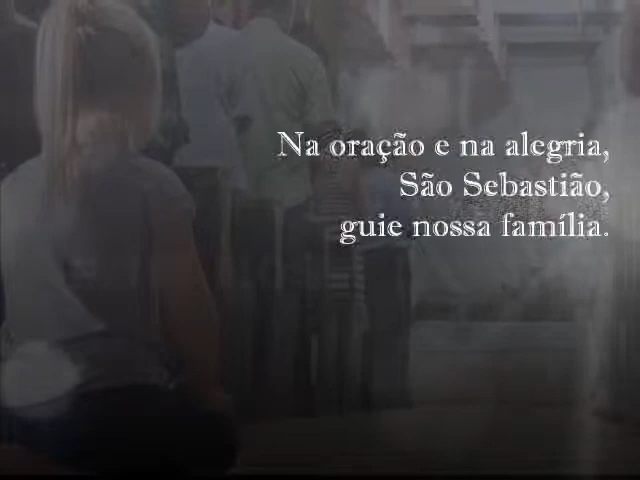 Na oração e na alegria,
São Sebastião,
guie nossa família.